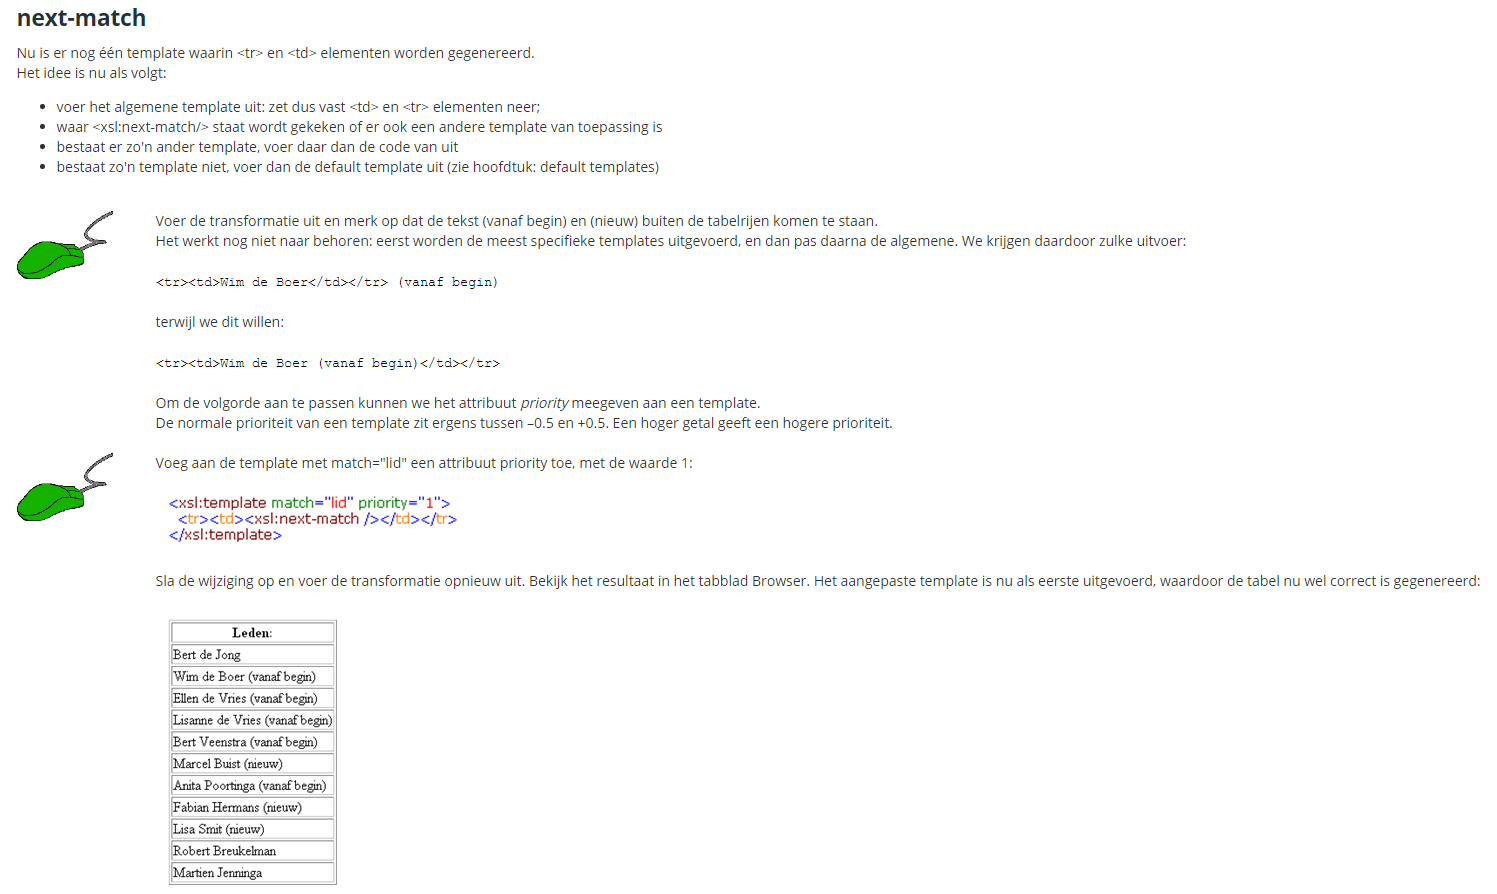 next-match
Nu is er nog één template waarin <tr> en <td> elementen worden gegenereerd.
Het idee is nu als volgt:
• voer het algemene template uit: zet dus vast <td> en <tr> elementen neer;
• waar <xsl:next-match/> staat wordt gekeken of er ook een andere template van toepassing is
• bestaat er zo'n ander template, voer daar dan de code van uit
• bestaat zo'n template niet, voer dan de default template uit (zie hoofdtuk: default templates)
Voer de transformatie uit en merk op dat de tekst (vanaf begin) en (nieuw) buiten de tabelrijen komen te staan.
Het werkt nog niet naar behoren: eerst worden de meest specifieke templates uitgevoerd, en dan pas daarna de algemene. We krijgen daardoor zulke uitvoer:
<tr><td>Wim de Boer</td></tr> (vanaf begin)
terwijl we dit willen:
<tr><td>Wim de Boer (vanaf begin)</td></tr>
Om de volgorde aan te passen kunnen we het attribuut priority meegeven aan een template.
De normale prioriteit van een template zit ergens tussen –0.5 en +0.5. Een hoger getal geeft een hogere prioriteit.
Voeg aan de template met match="lid" een attribuut priority toe, met de waarde 1:
<xsl:template match="lid" priority="1">
<tr><td><xsl:next-match /></td></tr>
</xsl:template>
Sla de wijziging op en voer de transformatie opnieuw uit. Bekijk het resultaat in het tabblad Browser. Het aangepaste template is nu als eerste uitgevoerd, waardoor de tabel nu wel correct is gegenereerd:
Leden:
Bert de Jong
Wim de Boer (vanaf begin)
Ellen de Vries (vanaf begin)
Lisanne de Vries (vanaf begin)
Bert Veenstra (vanaf begin)
Marcel Buist (nieuw)
Anita Poortinga (vanaf begin)
Fabian Hermans (nieuw)
Lisa Smit (nieuw)
Robert Breukelman
Martien Jenninga